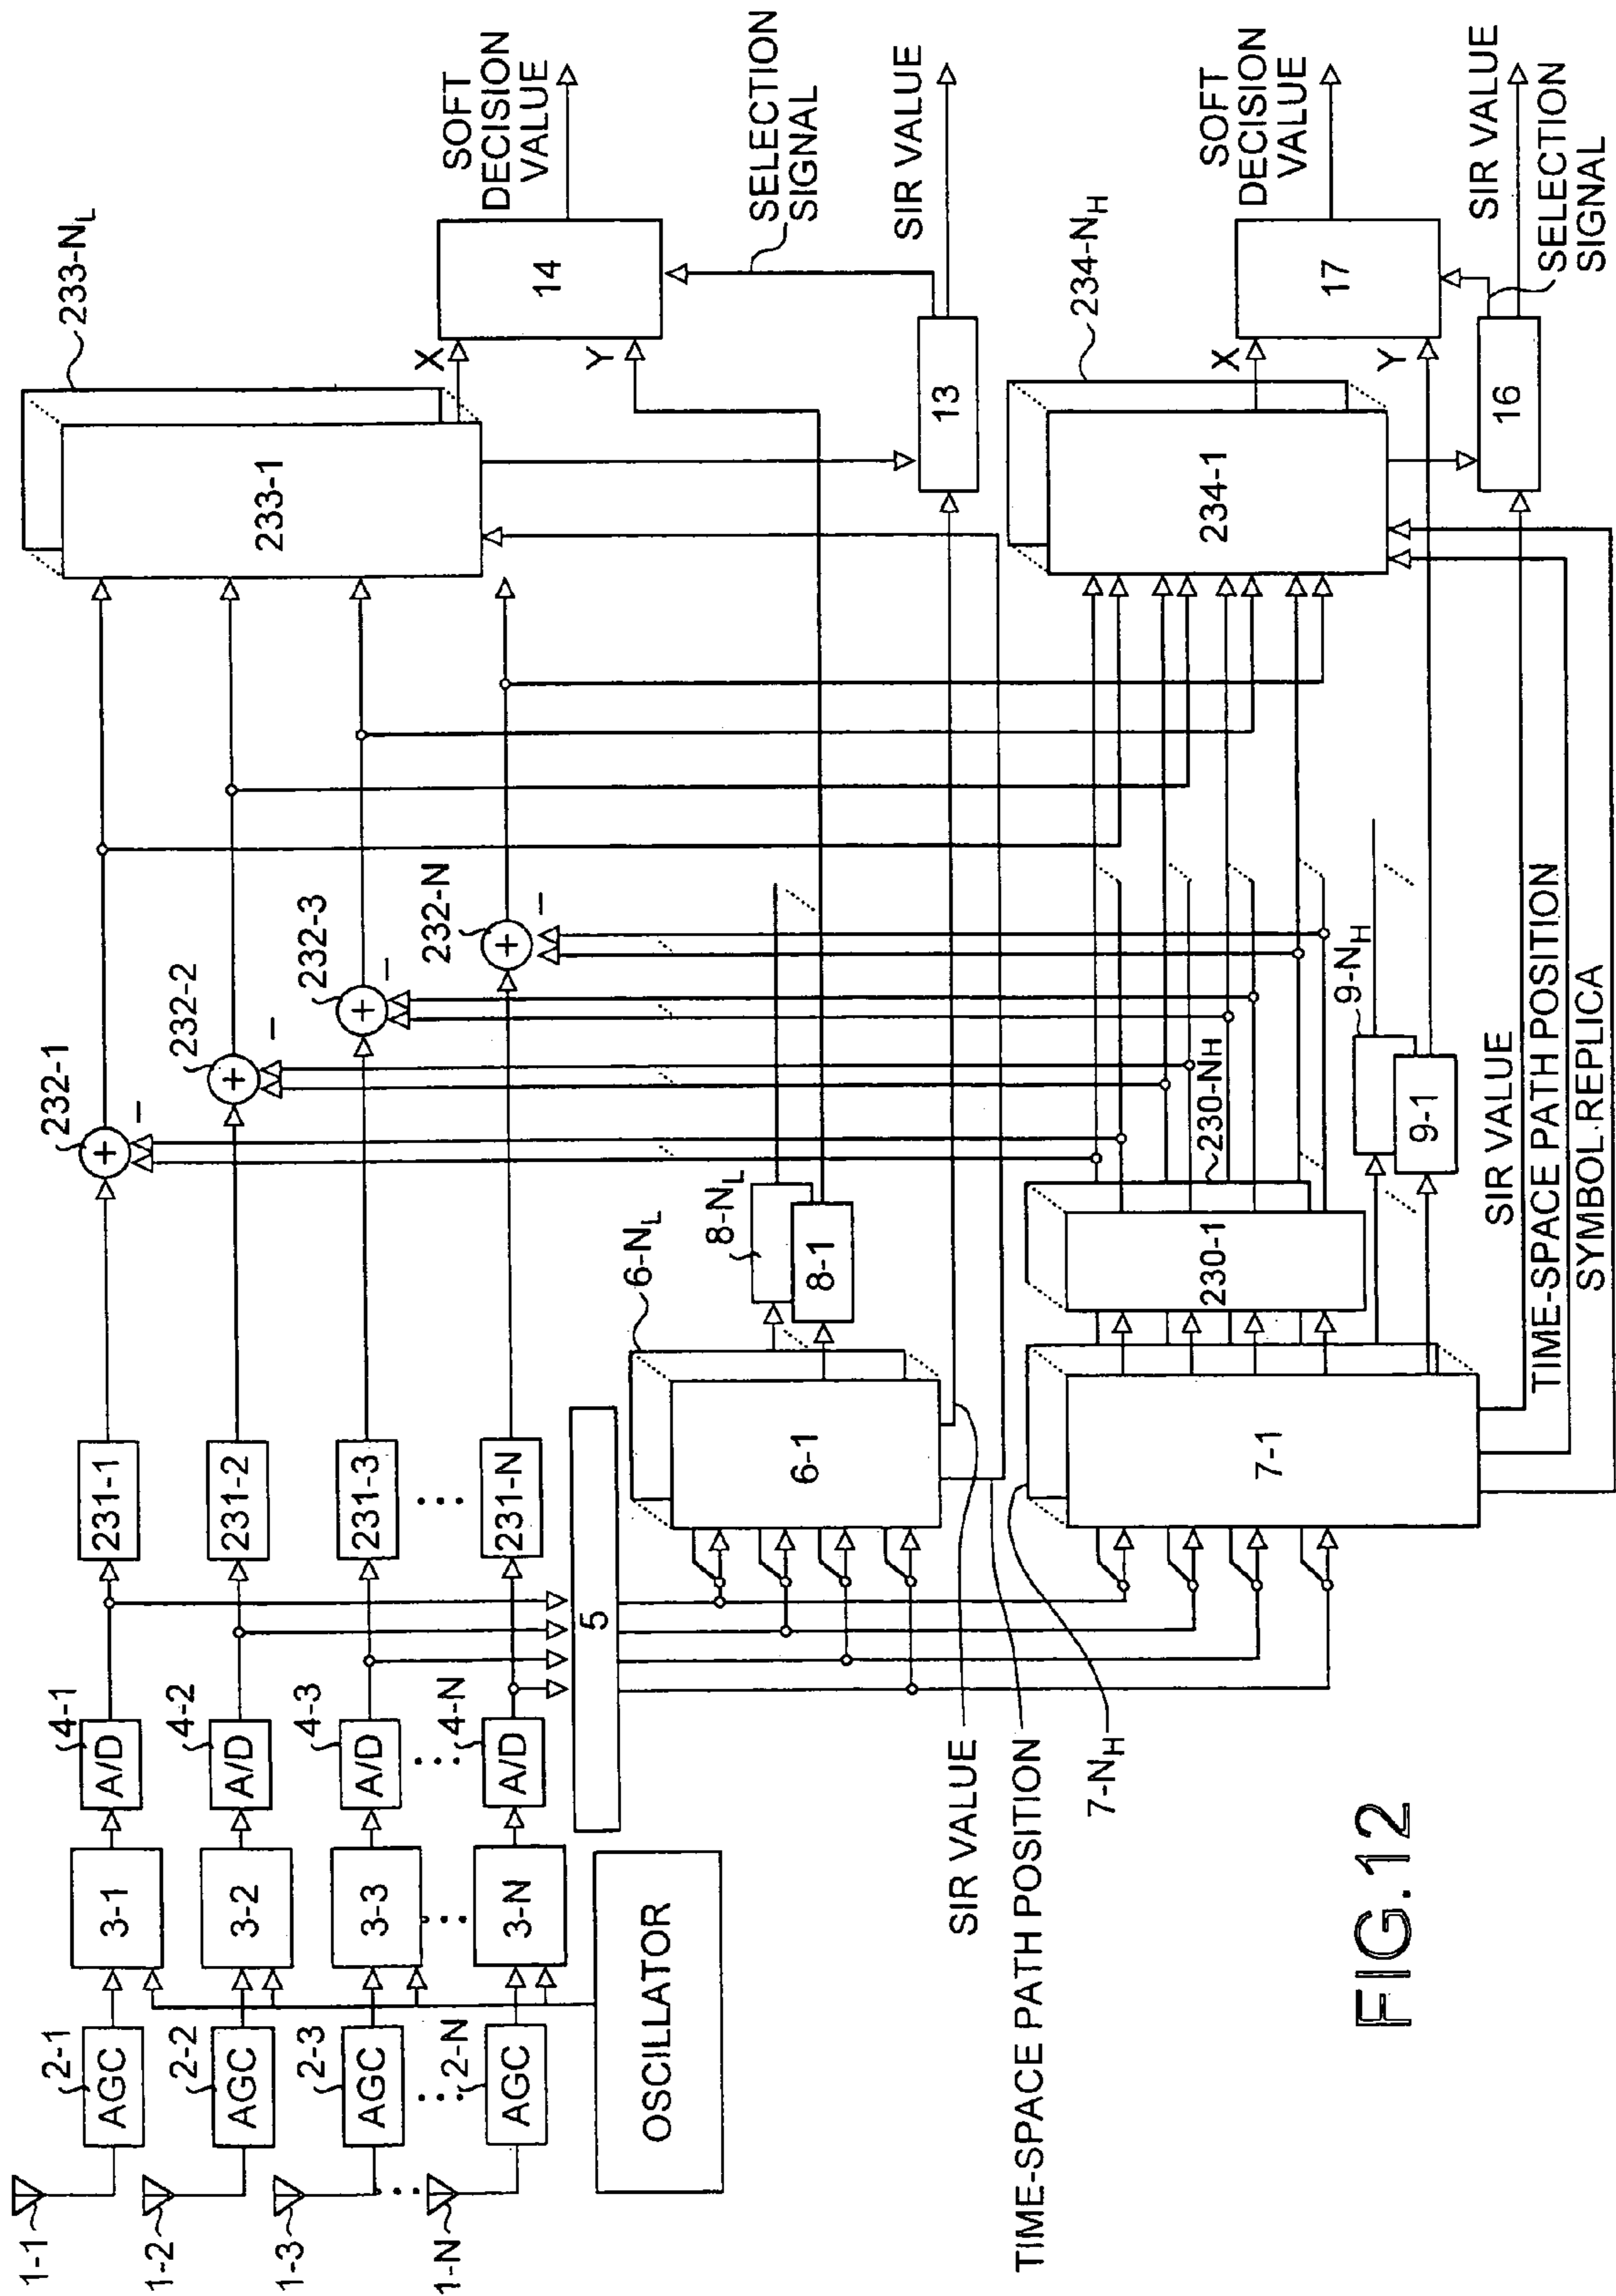 1-1
1-2
1-3
1-N
2-1
AGC
2-2
AGC
2-3
AGC
2-N
AGC
OSCILLATOR
3-1
3-2
3-3
3-N
4-1
A/D
4-2
A/D
4-3
A/D
4-N
A/D
231-1
231-2
231-3
231-N
5
232-1
+
−
232-2
+
−
232-3
+
−
232-N
+
−
233-1
233-N_L
X
Y
14
SOFT
DECISION
VALUE
SELECTION
SIGNAL
13
SIR VALUE
6-1
6-N_L
8-1
8-N_L
SIR VALUE
TIME-SPACE PATH POSITION
7-N_H
7-1
230-1
230-N_H
9-1
9-N_H
SIR VALUE
TIME-SPACE PATH POSITION
SYMBOL.REPLICA
234-1
234-N_H
X
Y
17
SOFT
DECISION
VALUE
16
SIR VALUE
SELECTION
SIGNAL
FIG.12